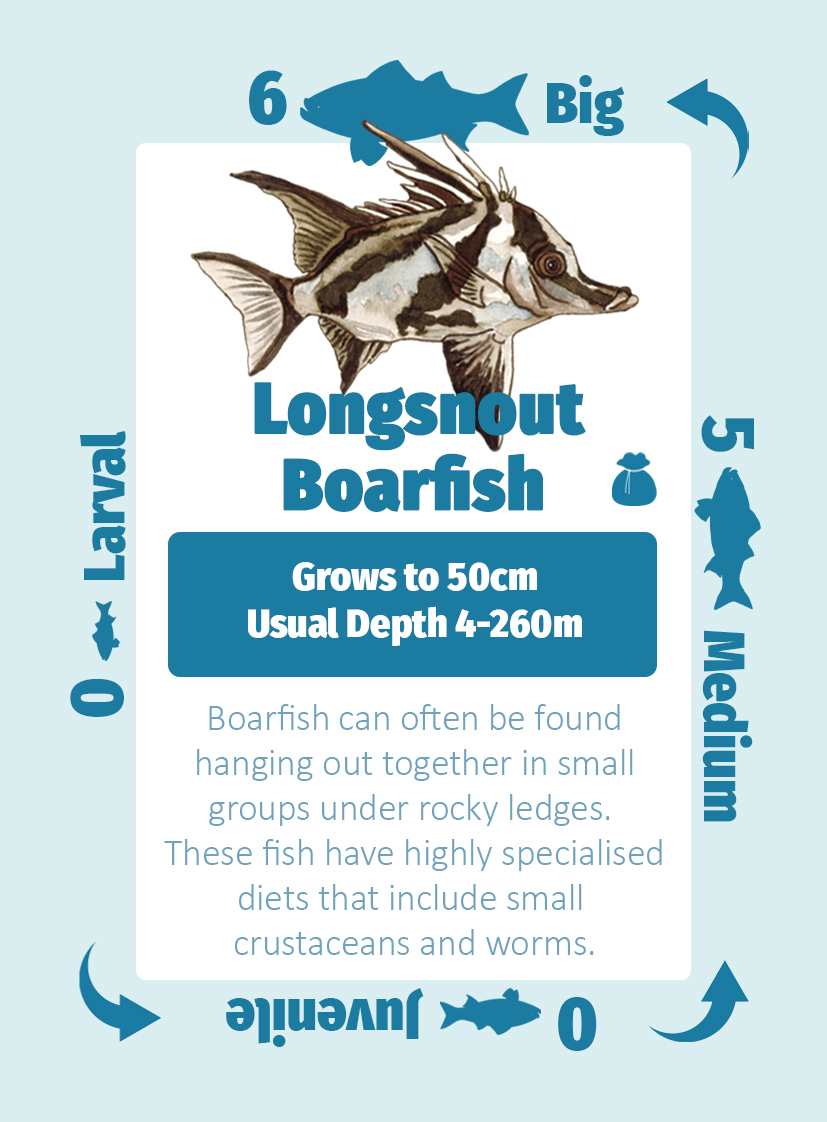 6 Big
Longsnout
Boarfish
Grows to 50cm
Usual Depth 4-260m
Boarfish can often be found
hanging out together in small
groups under rocky ledges.
These fish have highly specialised
diets that include small
crustaceans and worms.
5 Medium
0 Juvenile
0 Larval